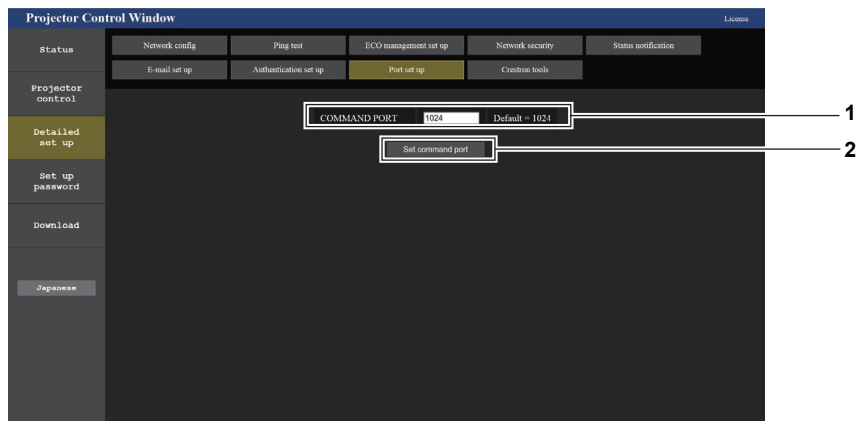 Projector Control Window
License
Status
Network config
Ping test
ECO management set up
Network security
Status notification
E-mail set up
Authentication set up
Port set up
Crestron tools
Projector
control
Detailed
set up
Set up
password
Download
Japanese
COMMAND PORT 1024 Default = 1024
1
Set command port
2